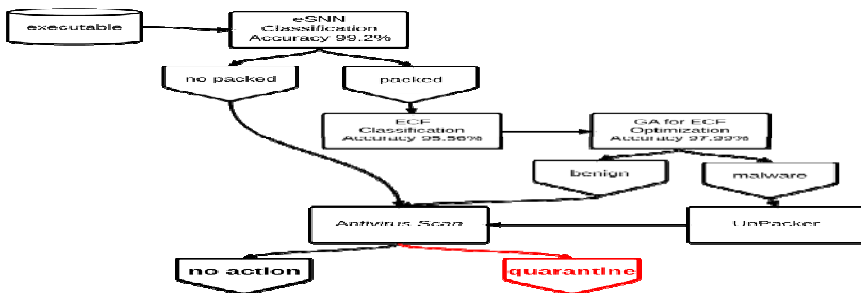 executable
eSNN
Classification
Accuracy 99.2%
no packed
packed
ECF
Classification
Accuracy 95.56%
GA for ECF
Optimization
Accuracy 97.99%
benign
malware
Antivirus Scan
UnPacker
no action
quarantine